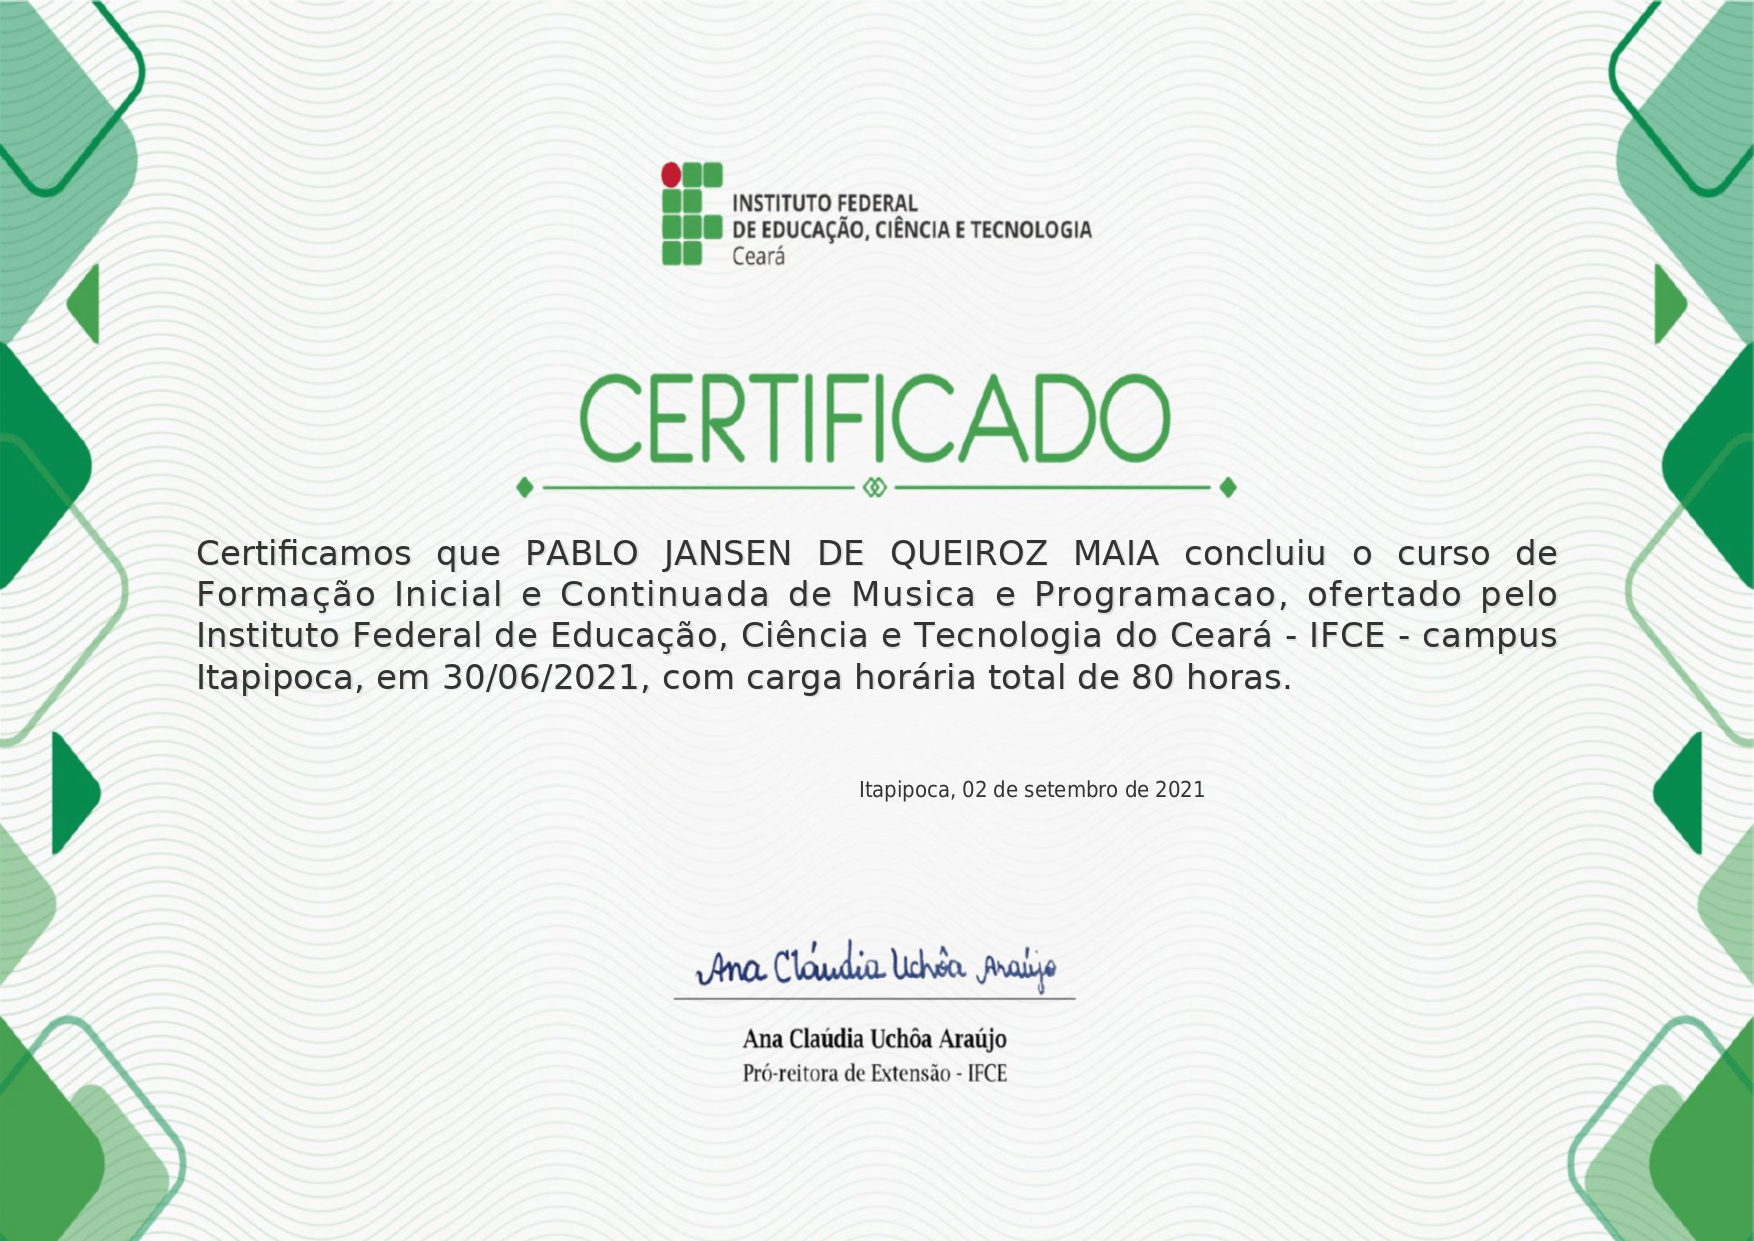 INSTITUTO FEDERAL
DE EDUCAÇÃO, CIÊNCIA E TECNOLOGIA
Ceará
CERTIFICADO
Certificamos que PABLO JANSEN DE QUEIROZ MAIA concluiu o curso de
Formação Inicial e Continuada de Musica e Programacao, ofertado pelo
Instituto Federal de Educação, Ciência e Tecnologia do Ceará - IFCE - campus
Itapipoca, em 30/06/2021, com carga horária total de 80 horas.
Itapipoca, 02 de setembro de 2021
Ana Cláudia Uchôa Araújo
Ana Claúdia Uchôa Araújo
Pró-reitora de Extensão - IFCE